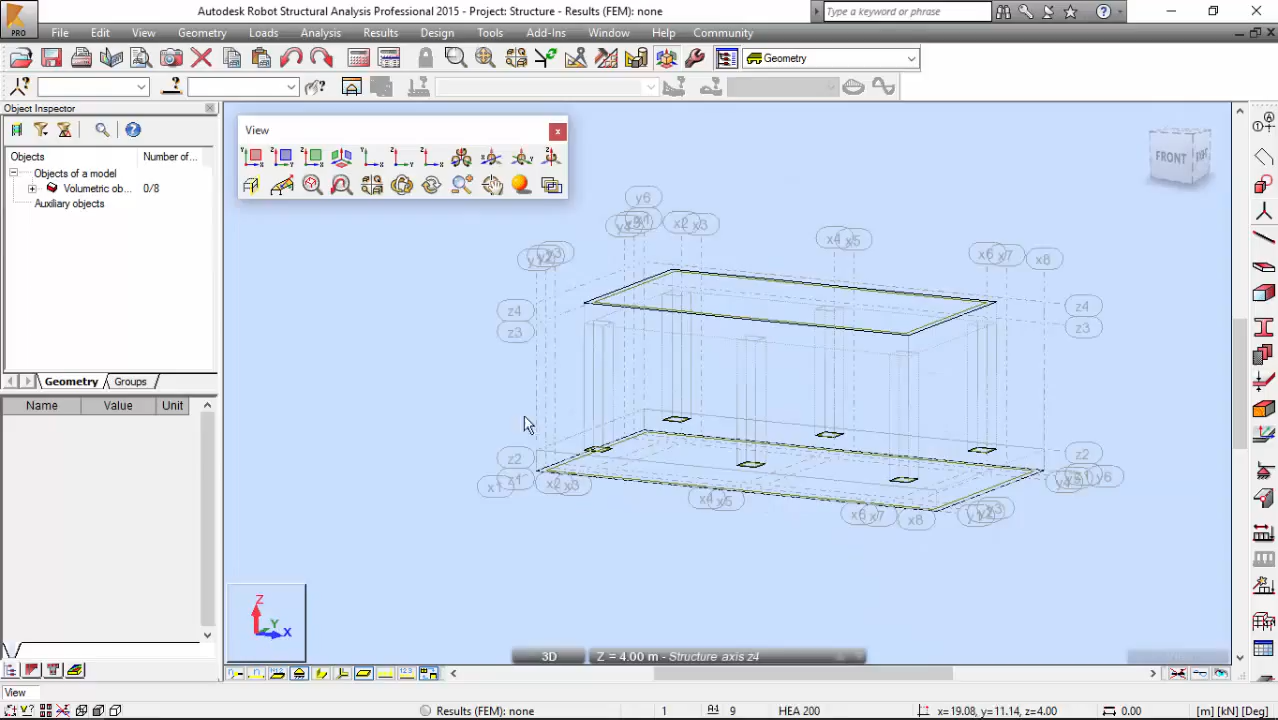 Autodesk Robot Structural Analysis Professional 2015 - Project: Structure - Results (FEM): none
Type a keyword or phrase
PRO
File Edit View Geometry Loads Analysis Results Design Tools Add-Ins Window Help Community
Geometry
Object Inspector
View
Objects Number of...
Objects of a model
Volumetric ob... 0/8
Auxiliary objects
FRONT
y6
x2 x3
x4 x5
x6 x7 x8
z4 z4
z3 z3
Geometry Groups
Name Value Unit
z2 z2
x1 x2 x3 y6
x4 x5
x6 x7 x8
Z
Y
X
3D Z = 4.00 m - Structure axis z4
View
Results (FEM): none 1 9 HEA 200 x=19.08, y=11.14, z=4.00 0.00 [m] [kN] [Deg]